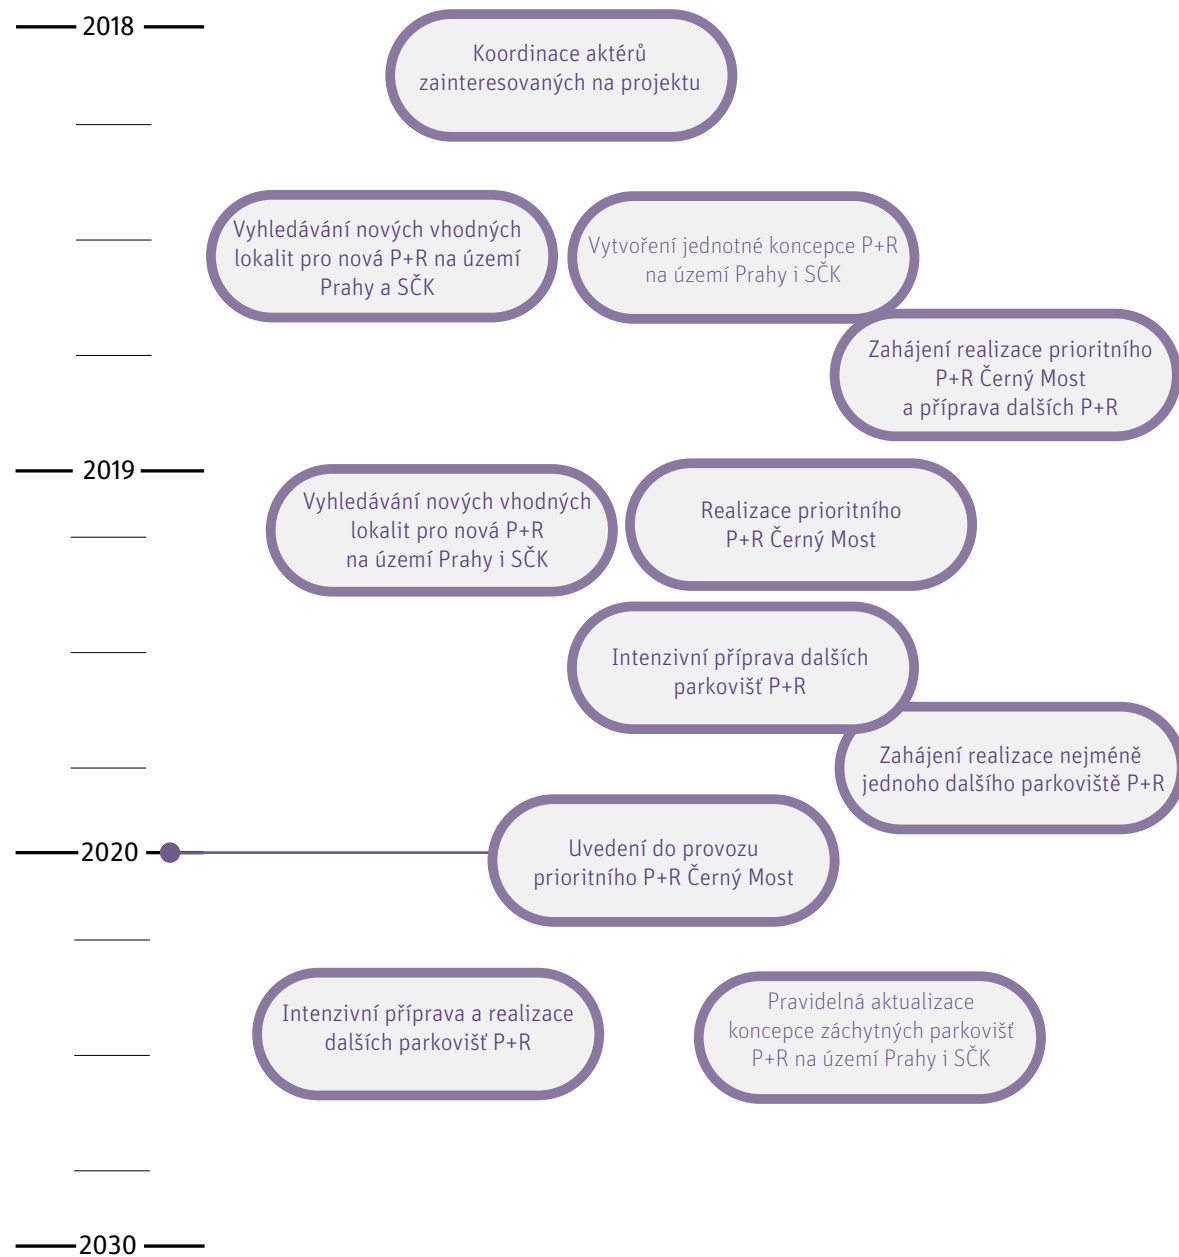 2018
Koordinace aktérů
zainteresovaných na projektu
Vyhledávání nových vhodných
lokalit pro nová P+R na území
Prahy a SČK
Vytvoření jednotné koncepce P+R
na území Prahy i SČK
Zahájení realizace prioritního
P+R Černý Most
a příprava dalších P+R
2019
Vyhledávání nových vhodných
lokalit pro nová P+R
na území Prahy i SČK
Realizace prioritního
P+R Černý Most
Intenzivní příprava dalších
parkovišť P+R
Zahájení realizace nejméně
jednoho dalšího parkoviště P+R
2020
Uvedení do provozu
prioritního P+R Černý Most
Intenzivní příprava a realizace
dalších parkovišť P+R
Pravidelná aktualizace
koncepce záchytných parkovišť
P+R na území Prahy i SČK
2030